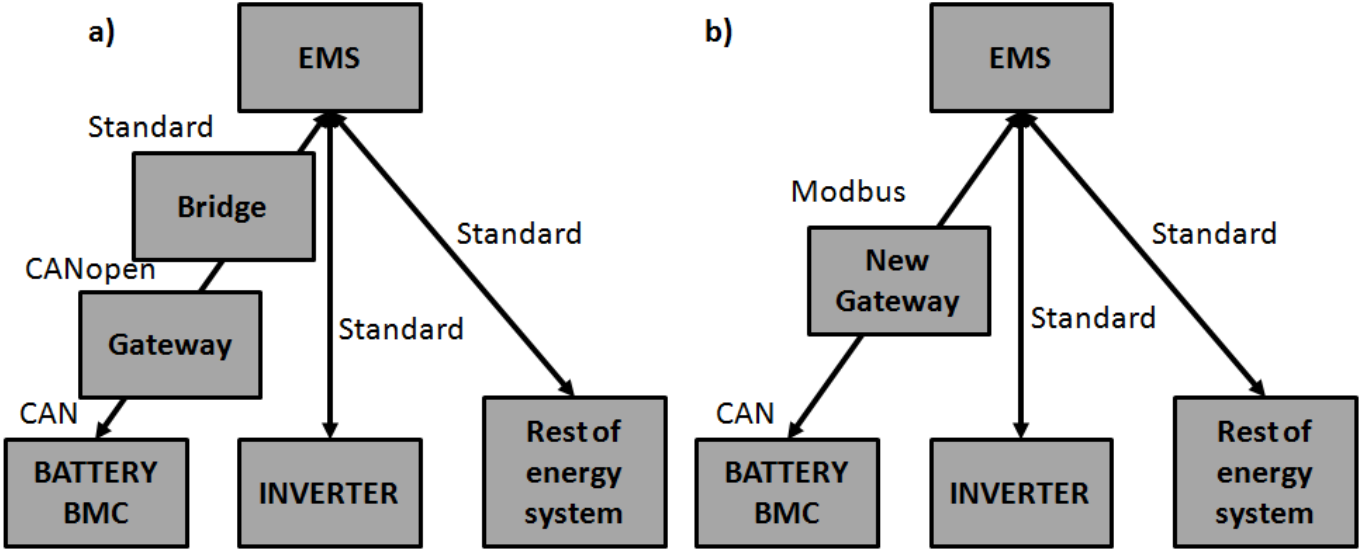 a)
EMS
Standard
Bridge
CANopen
Gateway
CAN
BATTERY
BMC
Standard
INVERTER
Standard
Rest of
energy
system
b)
EMS
Modbus
New
Gateway
CAN
BATTERY
BMC
Standard
INVERTER
Standard
Rest of
energy
system